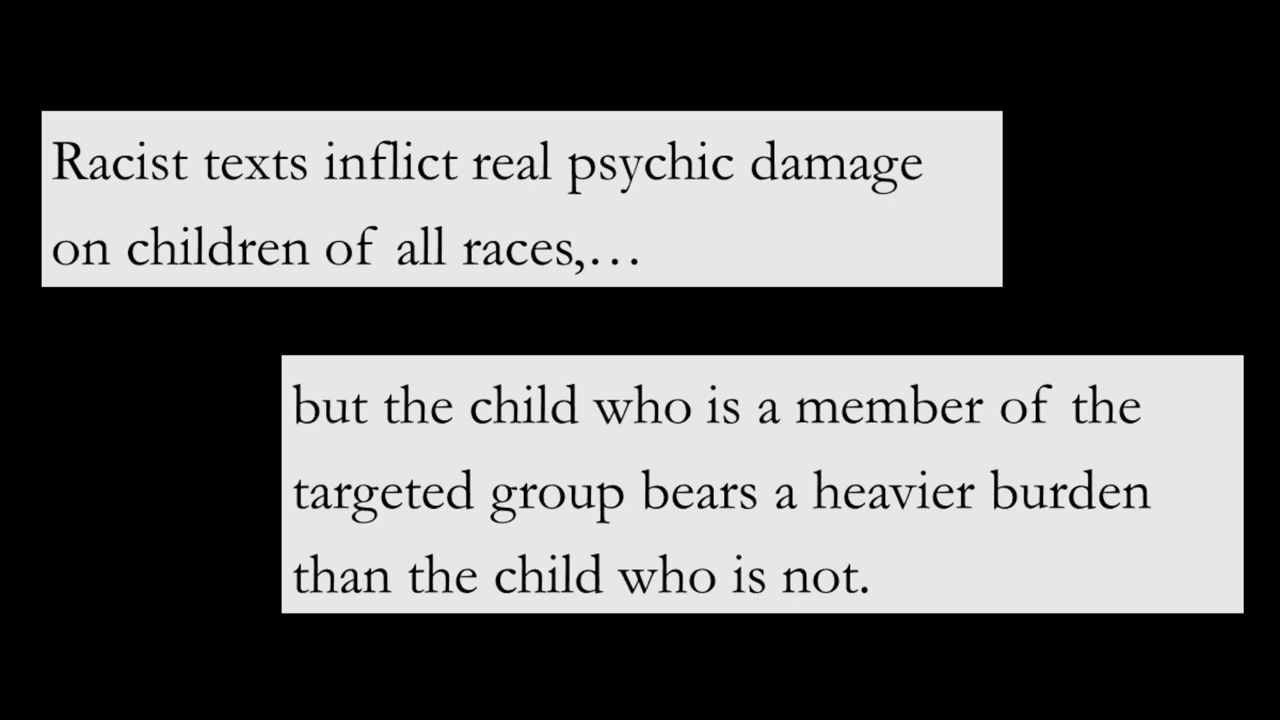 Racist texts inflict real psychic damage
on children of all races,…
but the child who is a member of the
targeted group bears a heavier burden
than the child who is not.